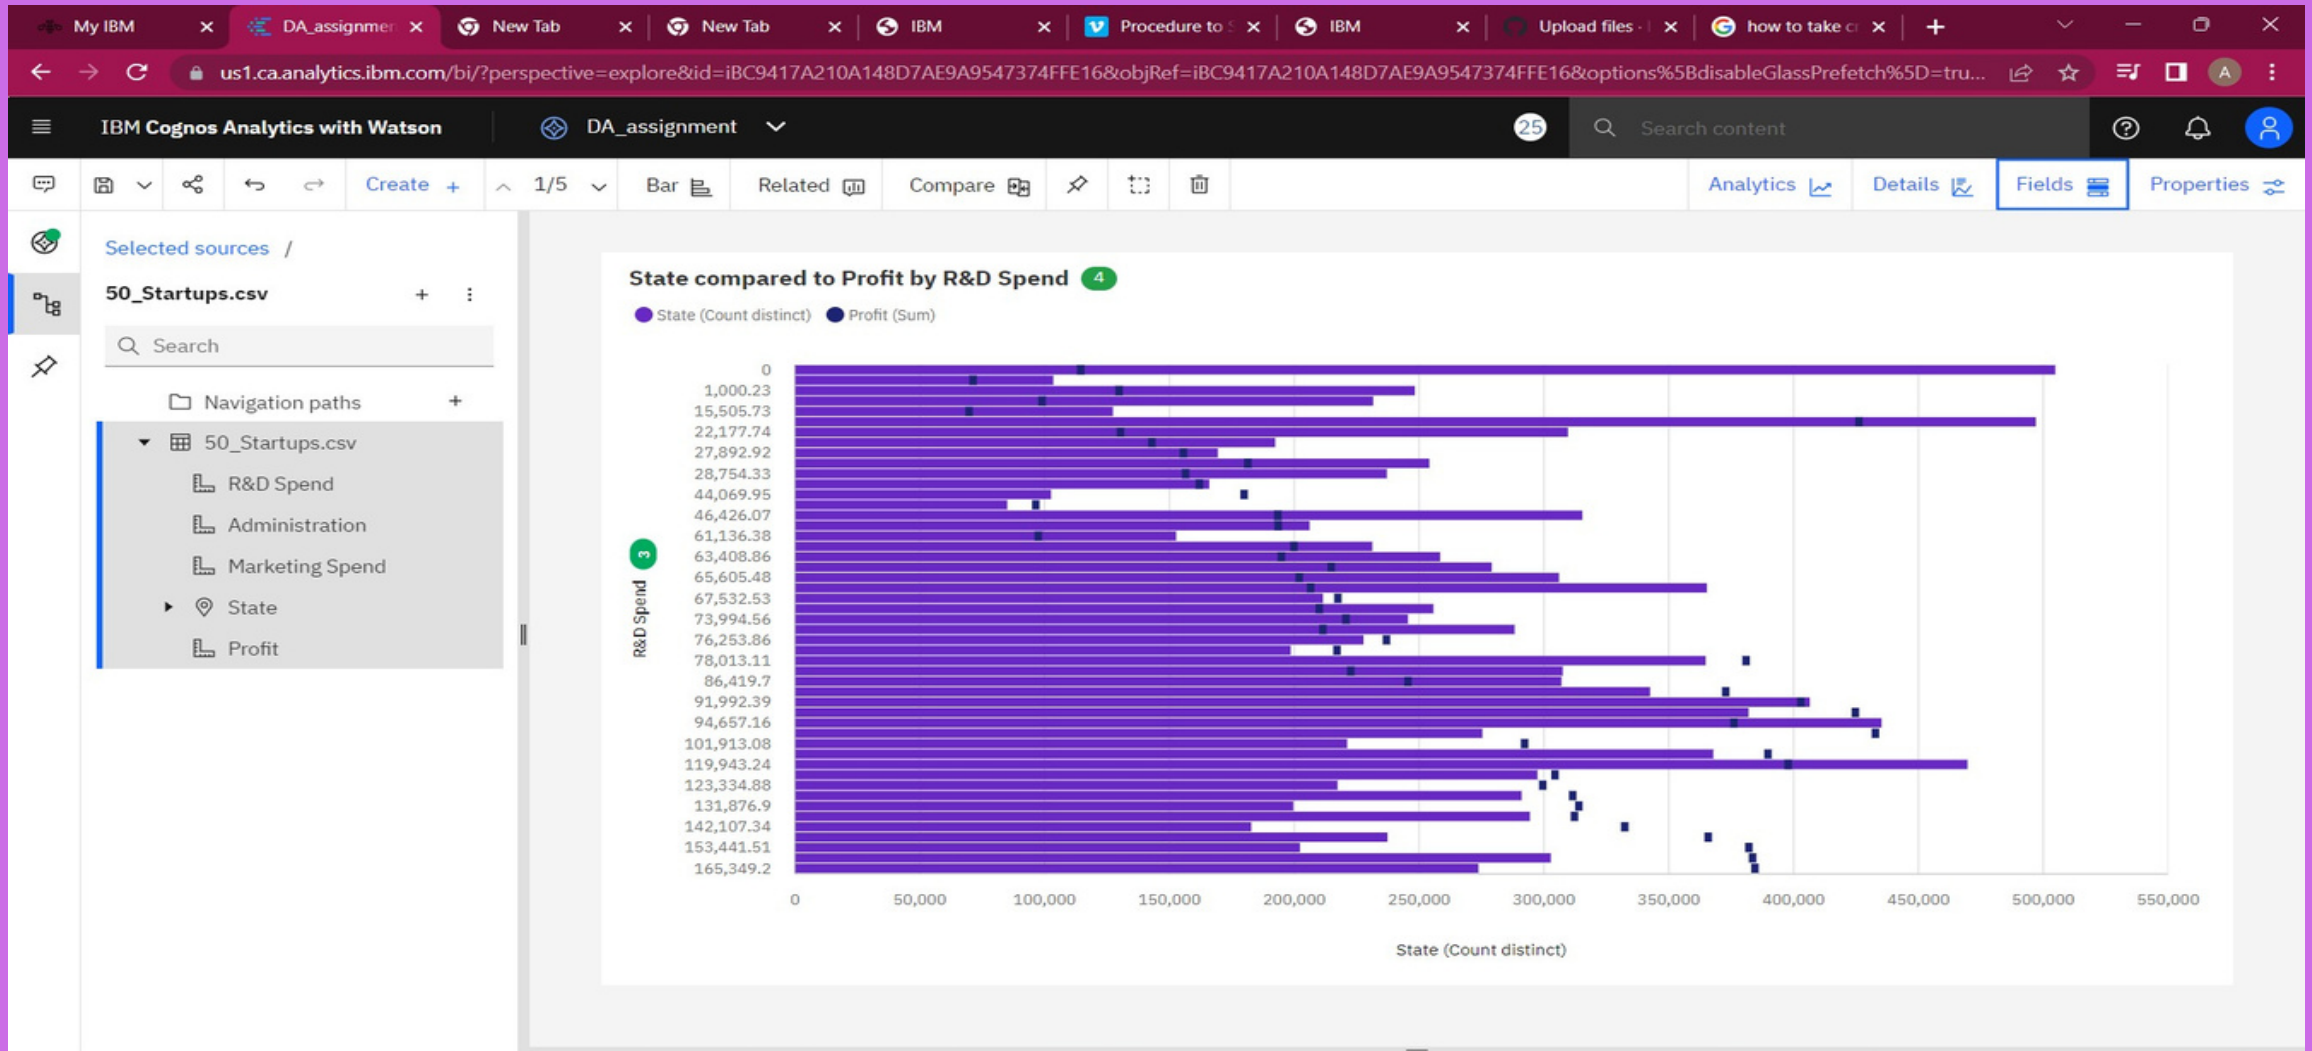 My IBM
DA_assignmen
New Tab
New Tab
IBM
Procedure to
IBM
Upload files ·
how to take cr
us1.ca.analytics.ibm.com/bi/?perspective=explore&id=iBC9417A210A148D7AE9A9547374FFE16&objRef=iBC9417A210A148D7AE9A9547374FFE16&options%5BdisableGlassPrefetch%5D=tru...
A
IBM Cognos Analytics with Watson
DA_assignment
25
Search content
Create +
1/5
Bar
Related
Compare
Analytics
Details
Fields
Properties
Selected sources /
50_Startups.csv
Search
Navigation paths
50_Startups.csv
R&D Spend
Administration
Marketing Spend
State
Profit
State compared to Profit by R&D Spend 4
State (Count distinct) Profit (Sum)
R&D Spend 3
0
1,000.23
15,505.73
22,177.74
27,892.92
28,754.33
44,069.95
46,426.07
61,136.38
63,408.86
65,605.48
67,532.53
73,994.56
76,253.86
78,013.11
86,419.7
91,992.39
94,657.16
101,913.08
119,943.24
123,334.88
131,876.9
142,107.34
153,441.51
165,349.2
0 50,000 100,000 150,000 200,000 250,000 300,000 350,000 400,000 450,000 500,000 550,000
State (Count distinct)